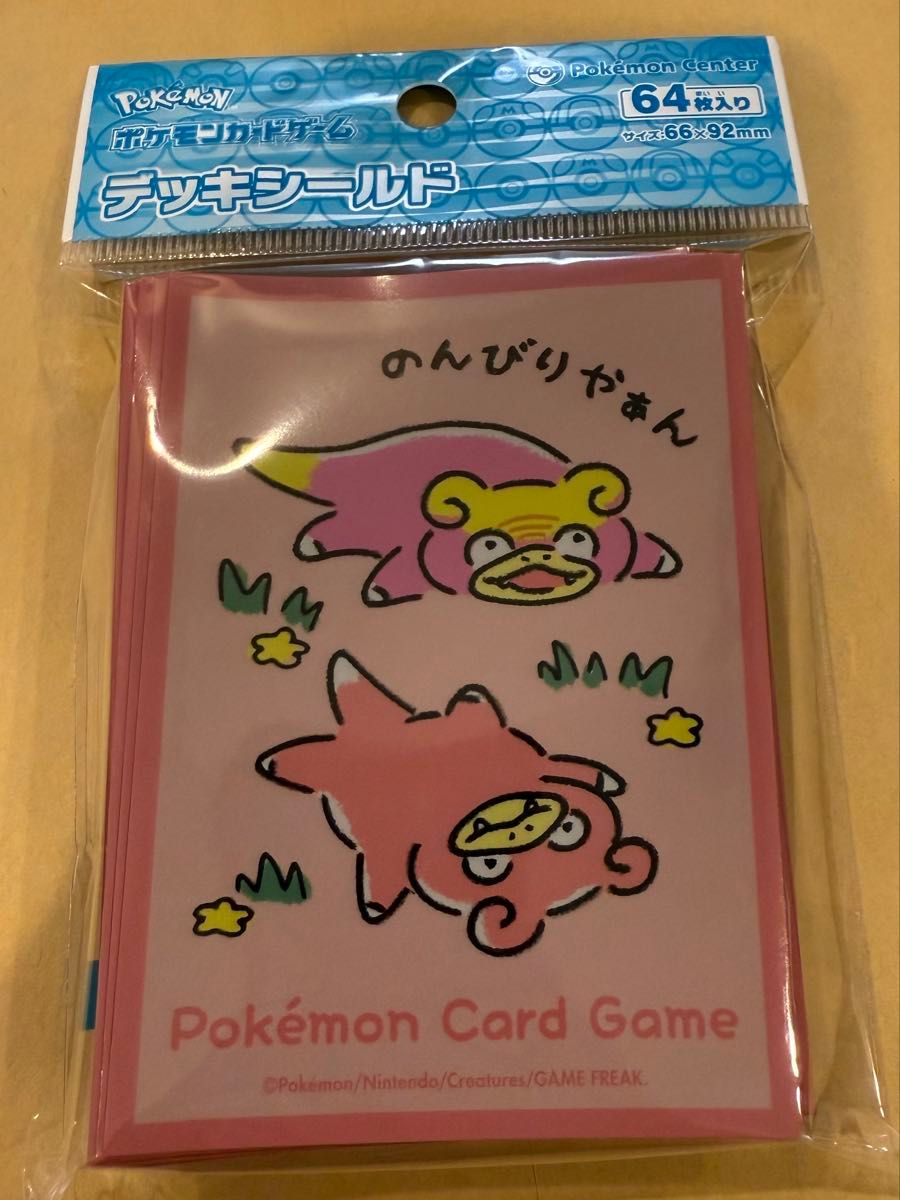 Pokémon
ポケモンカードゲーム
デッキシールド
Pokémon Center
64枚入り
サイズ:66×92mm
のんびりやぁん
Pokémon Card Game
©Pokémon/Nintendo/Creatures/GAME FREAK.